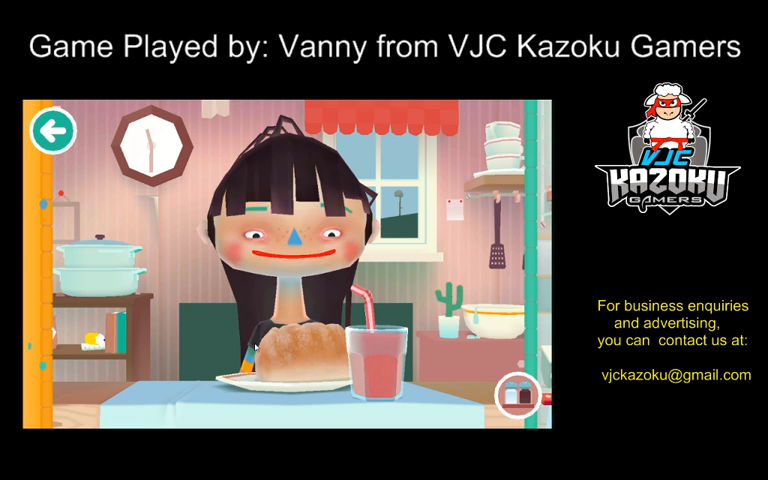 Game Played by: Vanny from VJC Kazoku Gamers
VJC
KAZOKU
GAMERS
For business enquiries
and advertising,
you can contact us at:
vjckazoku@gmail.com